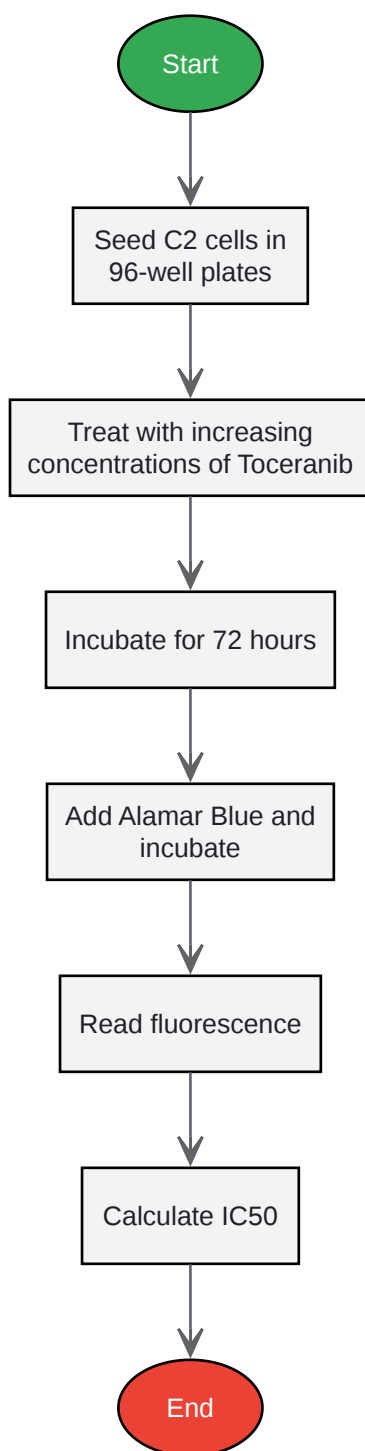 Start
Seed C2 cells in
96-well plates
Treat with increasing
concentrations of Toceranib
Incubate for 72 hours
Add Alamar Blue and
incubate
Read fluorescence
Calculate IC50
End